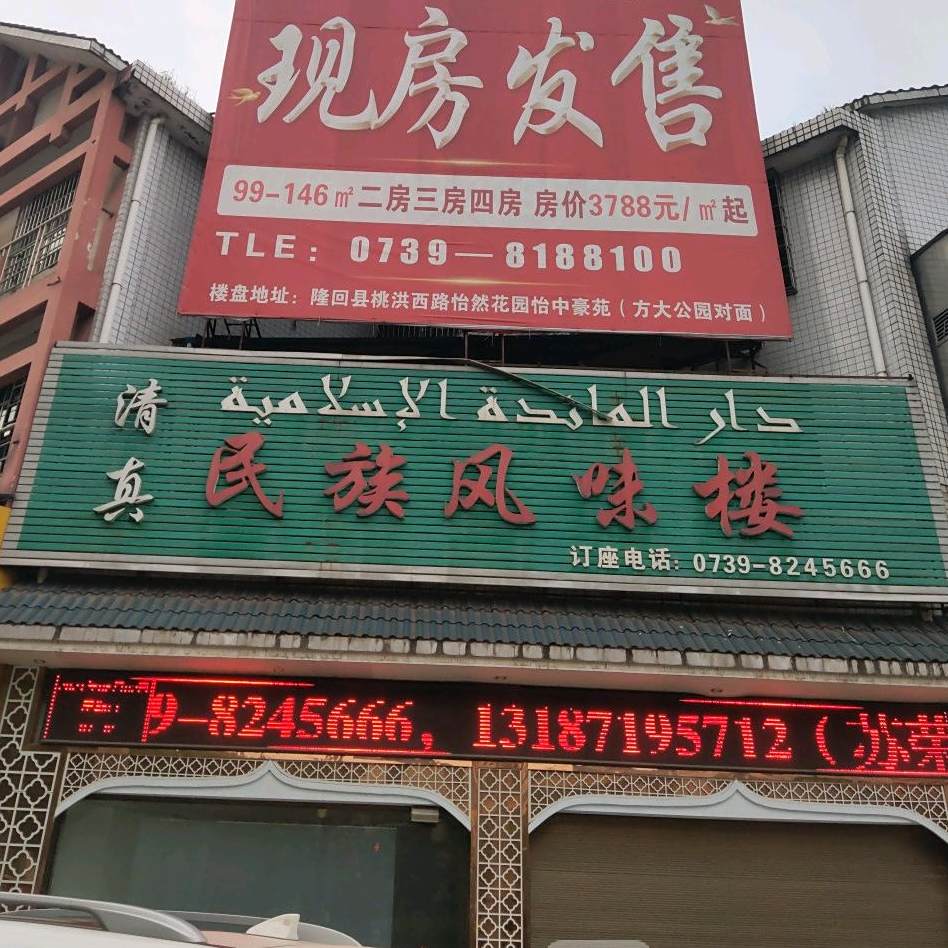 现房发售
99-146㎡二房三房四房 房价3788元/㎡起
TLE: 0739—8188100
楼盘地址：隆回县桃洪西路怡然花园怡中豪苑（方大公园对面）
清真
دار المائدة الإسلامية
民族风味楼
订座电话：0739-8245666
9-8245666，13187195712（苏荣